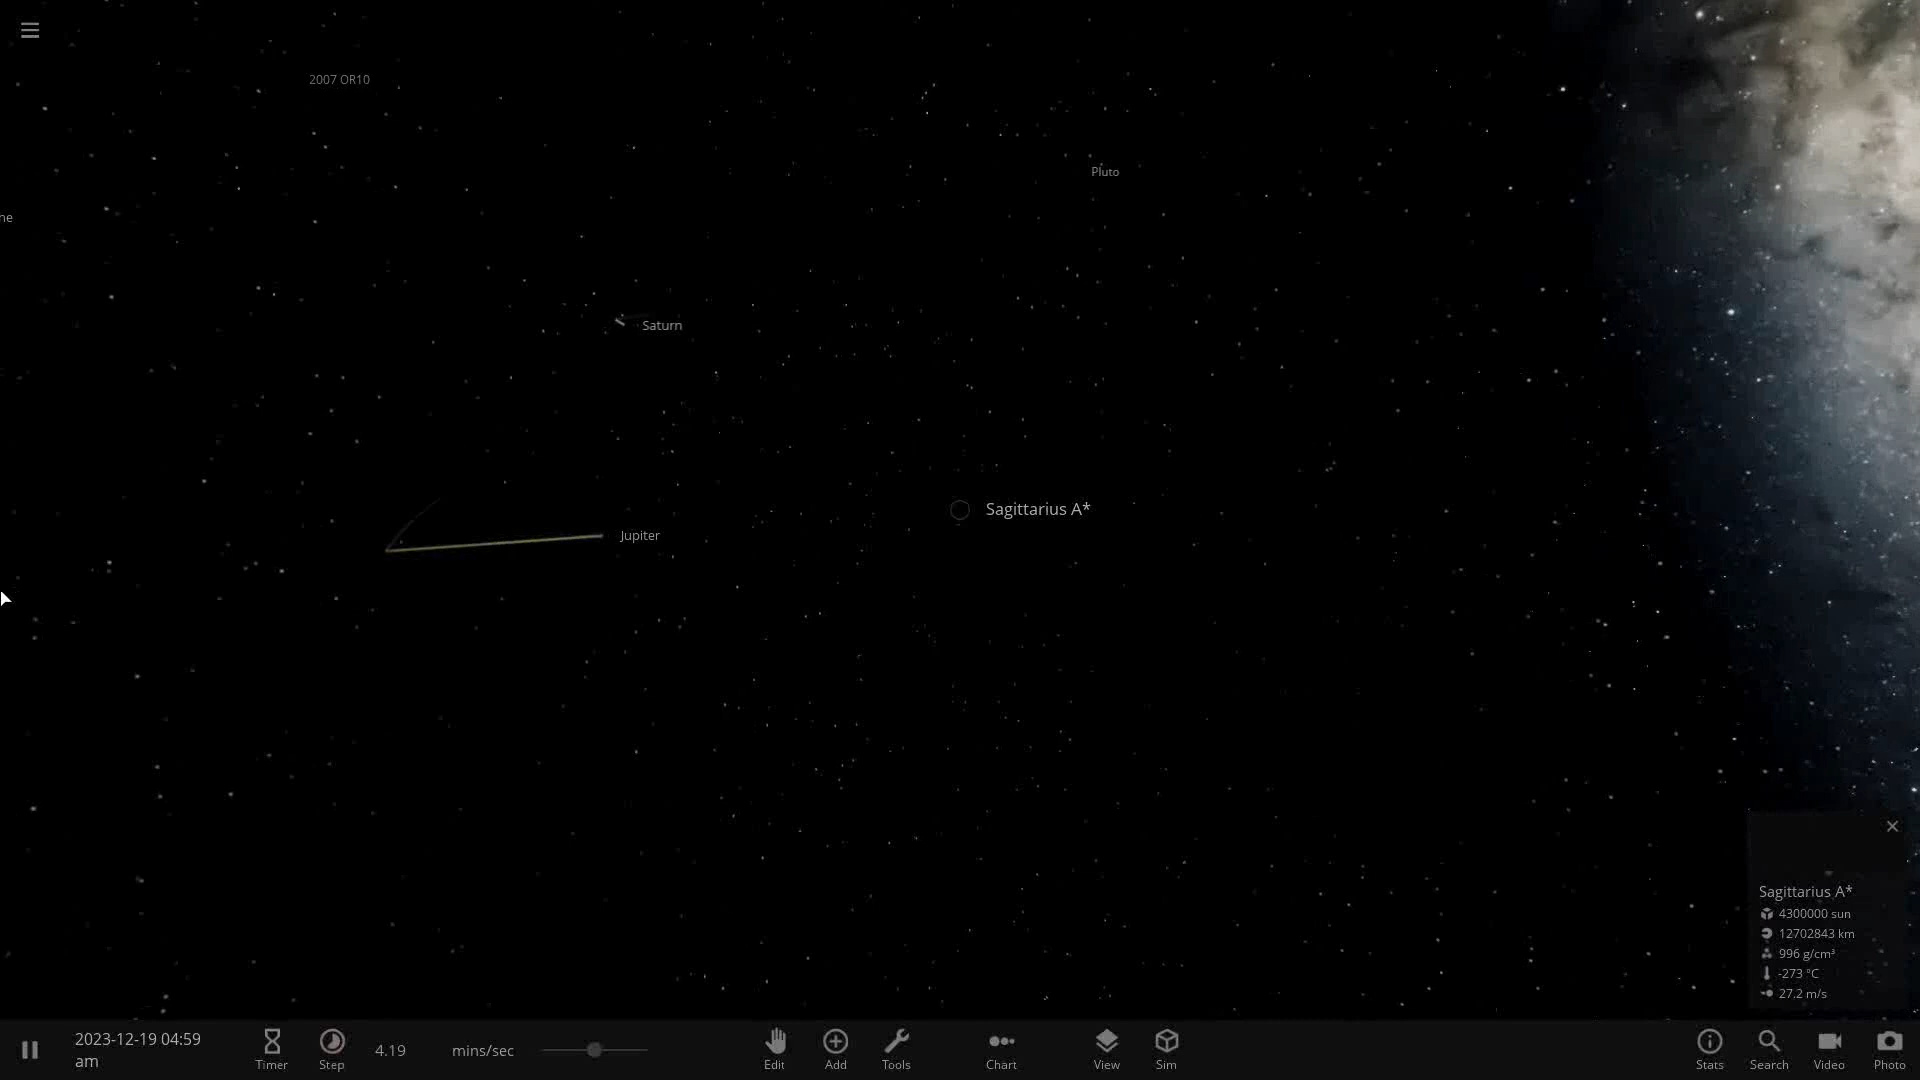 2007 OR10
Pluto
ne
Saturn
Sagittarius A*
Jupiter
Sagittarius A*
4300000 sun
12702843 km
996 g/cm³
-273 °C
27.2 m/s
2023-12-19 04:59
am
Timer
Step
4.19
mins/sec
Edit
Add
Tools
Chart
View
Sim
Stats
Search
Video
Photo